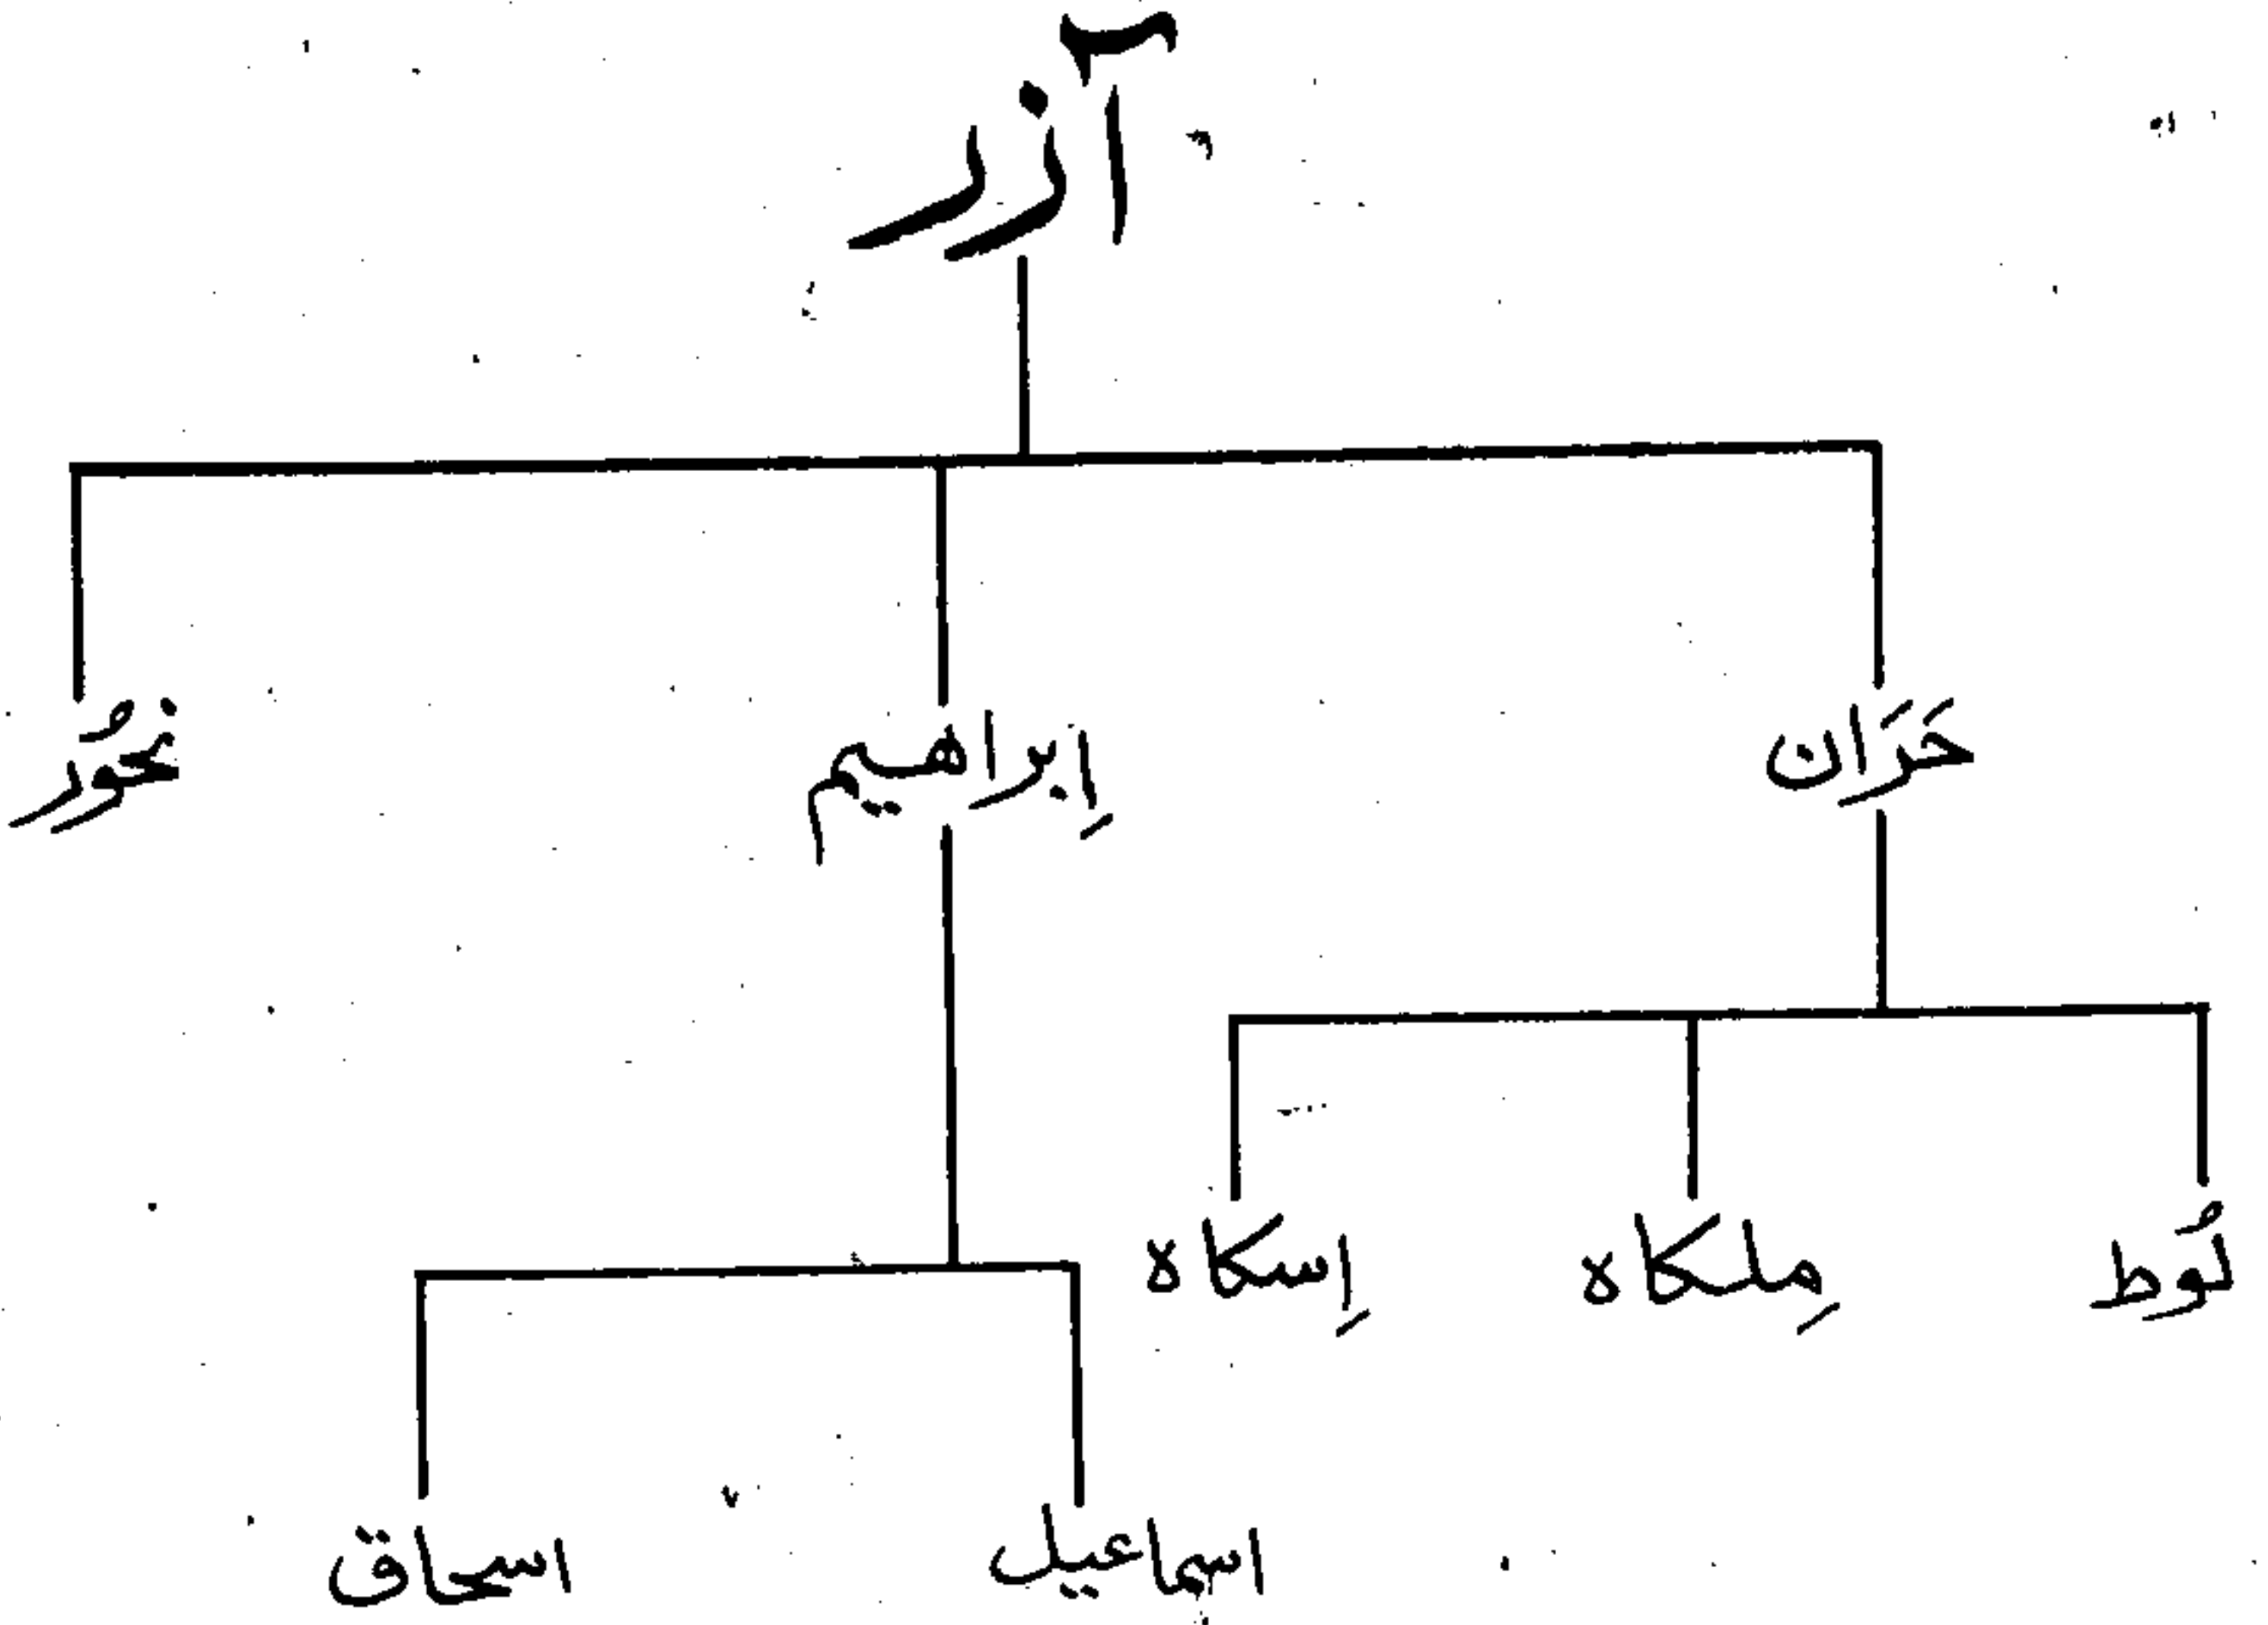 آزر
حَرَان إبراهيم نحُور
لُوط مِلكاه إسكاه
اسماعيل اسحاق